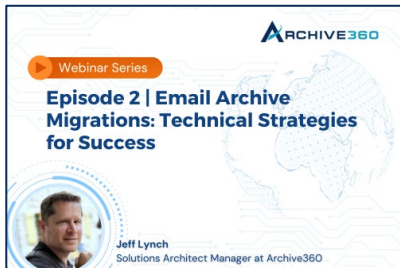 ARCHIVE360
Webinar Series
Episode 2 | Email Archive
Migrations: Technical Strategies
for Success
Jeff Lynch
Solutions Architect Manager at Archive360